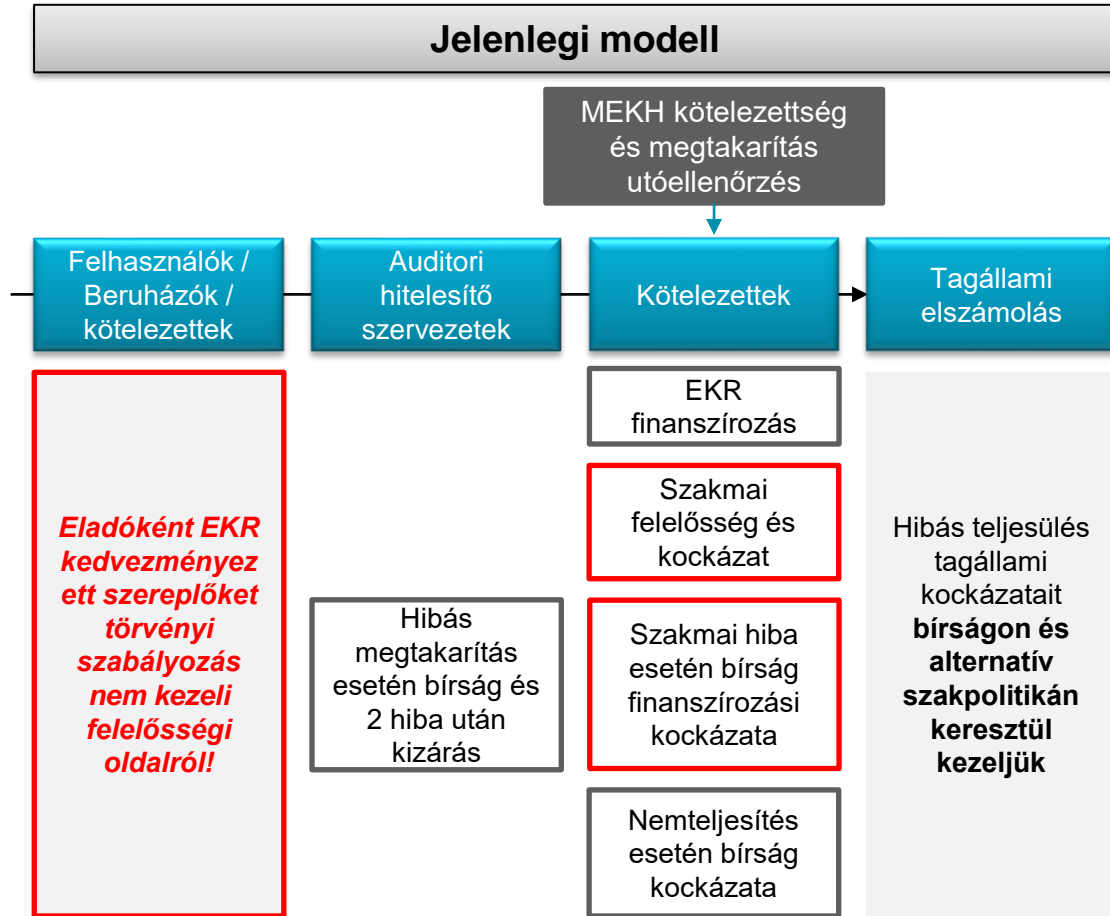 Jelenlegi modell
MEKH kötelezettség
és megtakarítás
utóellenőrzés
Felhasználók /
Beruházók /
kötelezettek
Auditori
hitelesítő
szervezetek
Kötelezettek
Tagállami
elszámolás
Eladóként EKR
kedvezményez
ett szereplőket
törvényi
szabályozás
nem kezeli
felelősségi
oldalról!
Hibás
megtakarítás
esetén bírság és
2 hiba után
kizárás
EKR
finanszírozás
Szakmai
felelősség és
kockázat
Szakmai hiba
esetén bírság
finanszírozási
kockázata
Nemteljesítés
esetén bírság
kockázata
Hibás teljesülés
tagállami
kockázatait
bírságon és
alternatív
szakpolitikán
keresztül
kezeljük